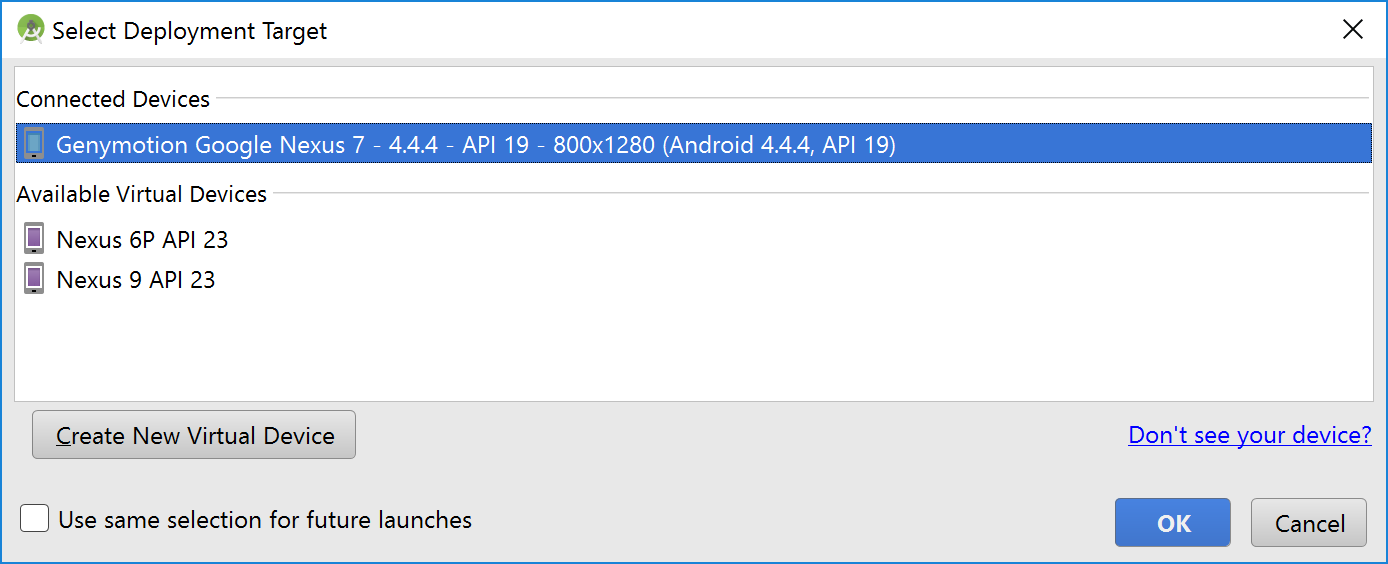 Select Deployment Target
Connected Devices
Genymotion Google Nexus 7 - 4.4.4 - API 19 - 800x1280 (Android 4.4.4, API 19)
Available Virtual Devices
Nexus 6P API 23
Nexus 9 API 23
Create New Virtual Device
Don't see your device?
Use same selection for future launches
OK
Cancel